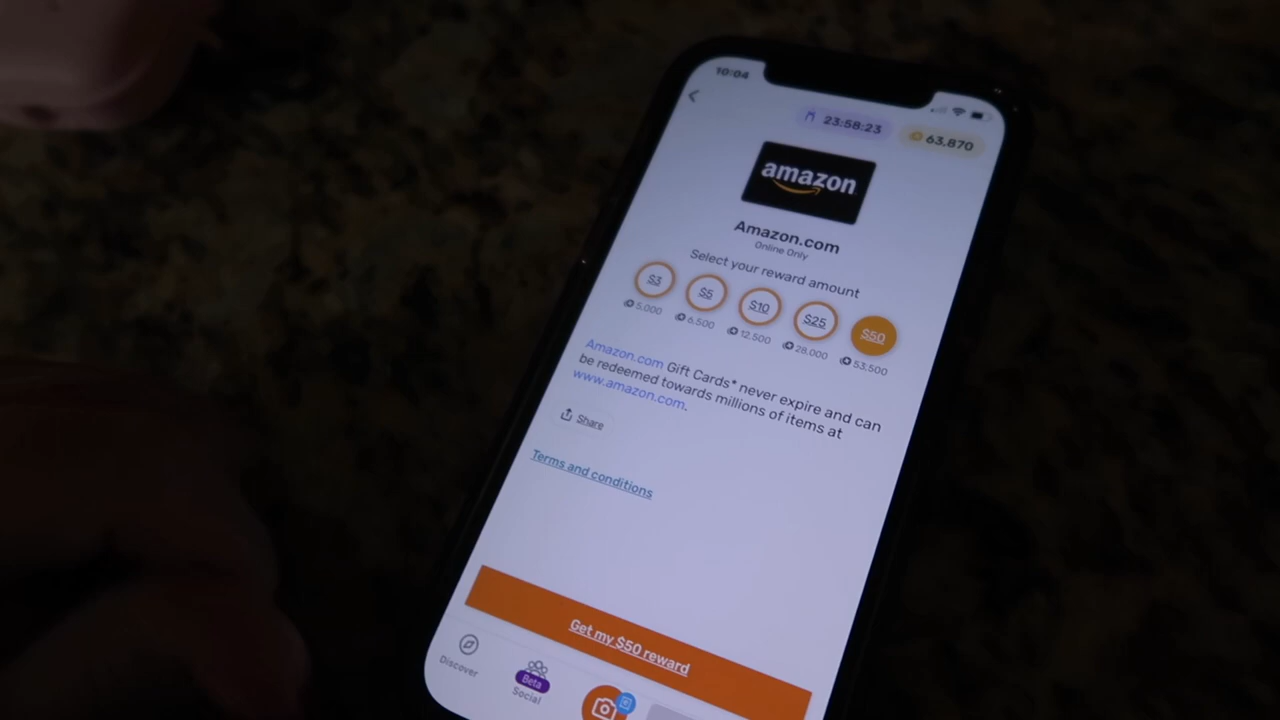 10:04
23:58:23
63,870
amazon
Amazon.com
Online Only
Select your reward amount
$3 $5 $10 $25 $50
5,000 6,500 12,500 28,000 53,500
Amazon.com Gift Cards* never expire and can
be redeemed towards millions of items at
www.amazon.com.
Share
Terms and conditions
Get my $50 reward
Discover
Beta
Social